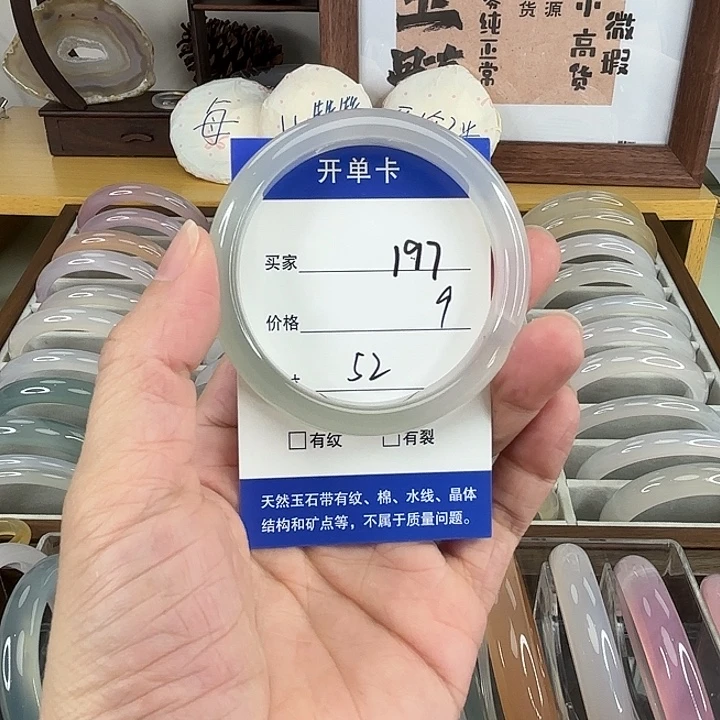 货源
纯正常
高货
微瑕
每
开单卡
买家 197
价格 9
52
□有纹 □有裂
天然玉石带有纹、棉、水线、晶体
结构和矿点等，不属于质量问题。